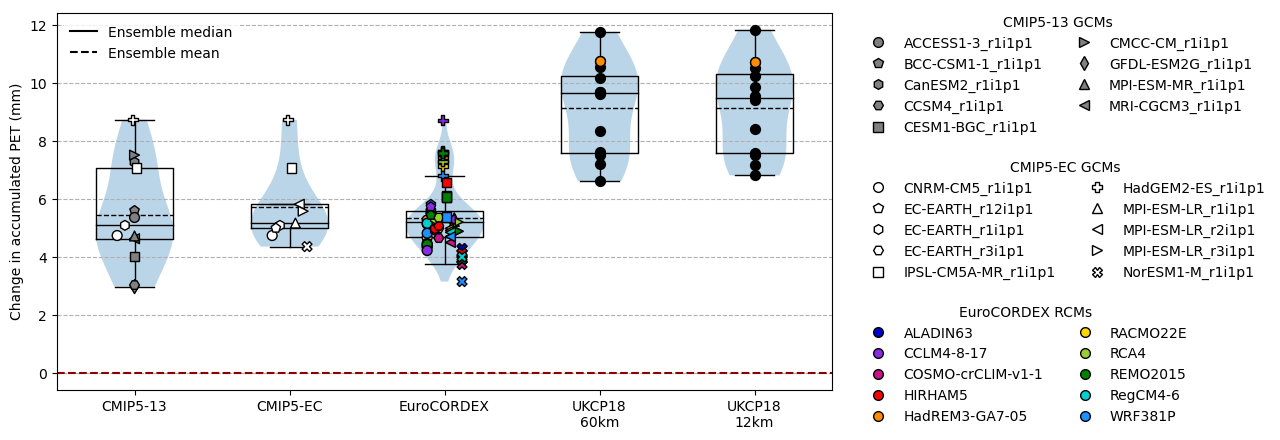 Change in accumulated PET (mm)
12
10
8
6
4
2
0
Ensemble median
Ensemble mean
CMIP5-13
CMIP5-EC
EuroCORDEX
UKCP18
60km
UKCP18
12km
CMIP5-13 GCMs
ACCESS1-3_r1i1p1
BCC-CSM1-1_r1i1p1
CanESM2_r1i1p1
CCSM4_r1i1p1
CESM1-BGC_r1i1p1
CMCC-CM_r1i1p1
GFDL-ESM2G_r1i1p1
MPI-ESM-MR_r1i1p1
MRI-CGCM3_r1i1p1
CMIP5-EC GCMs
CNRM-CM5_r1i1p1
EC-EARTH_r12i1p1
EC-EARTH_r1i1p1
EC-EARTH_r3i1p1
IPSL-CM5A-MR_r1i1p1
HadGEM2-ES_r1i1p1
MPI-ESM-LR_r1i1p1
MPI-ESM-LR_r2i1p1
MPI-ESM-LR_r3i1p1
NorESM1-M_r1i1p1
EuroCORDEX RCMs
ALADIN63
CCLM4-8-17
COSMO-crCLIM-v1-1
HIRHAM5
HadREM3-GA7-05
RACMO22E
RCA4
REMO2015
RegCM4-6
WRF381P